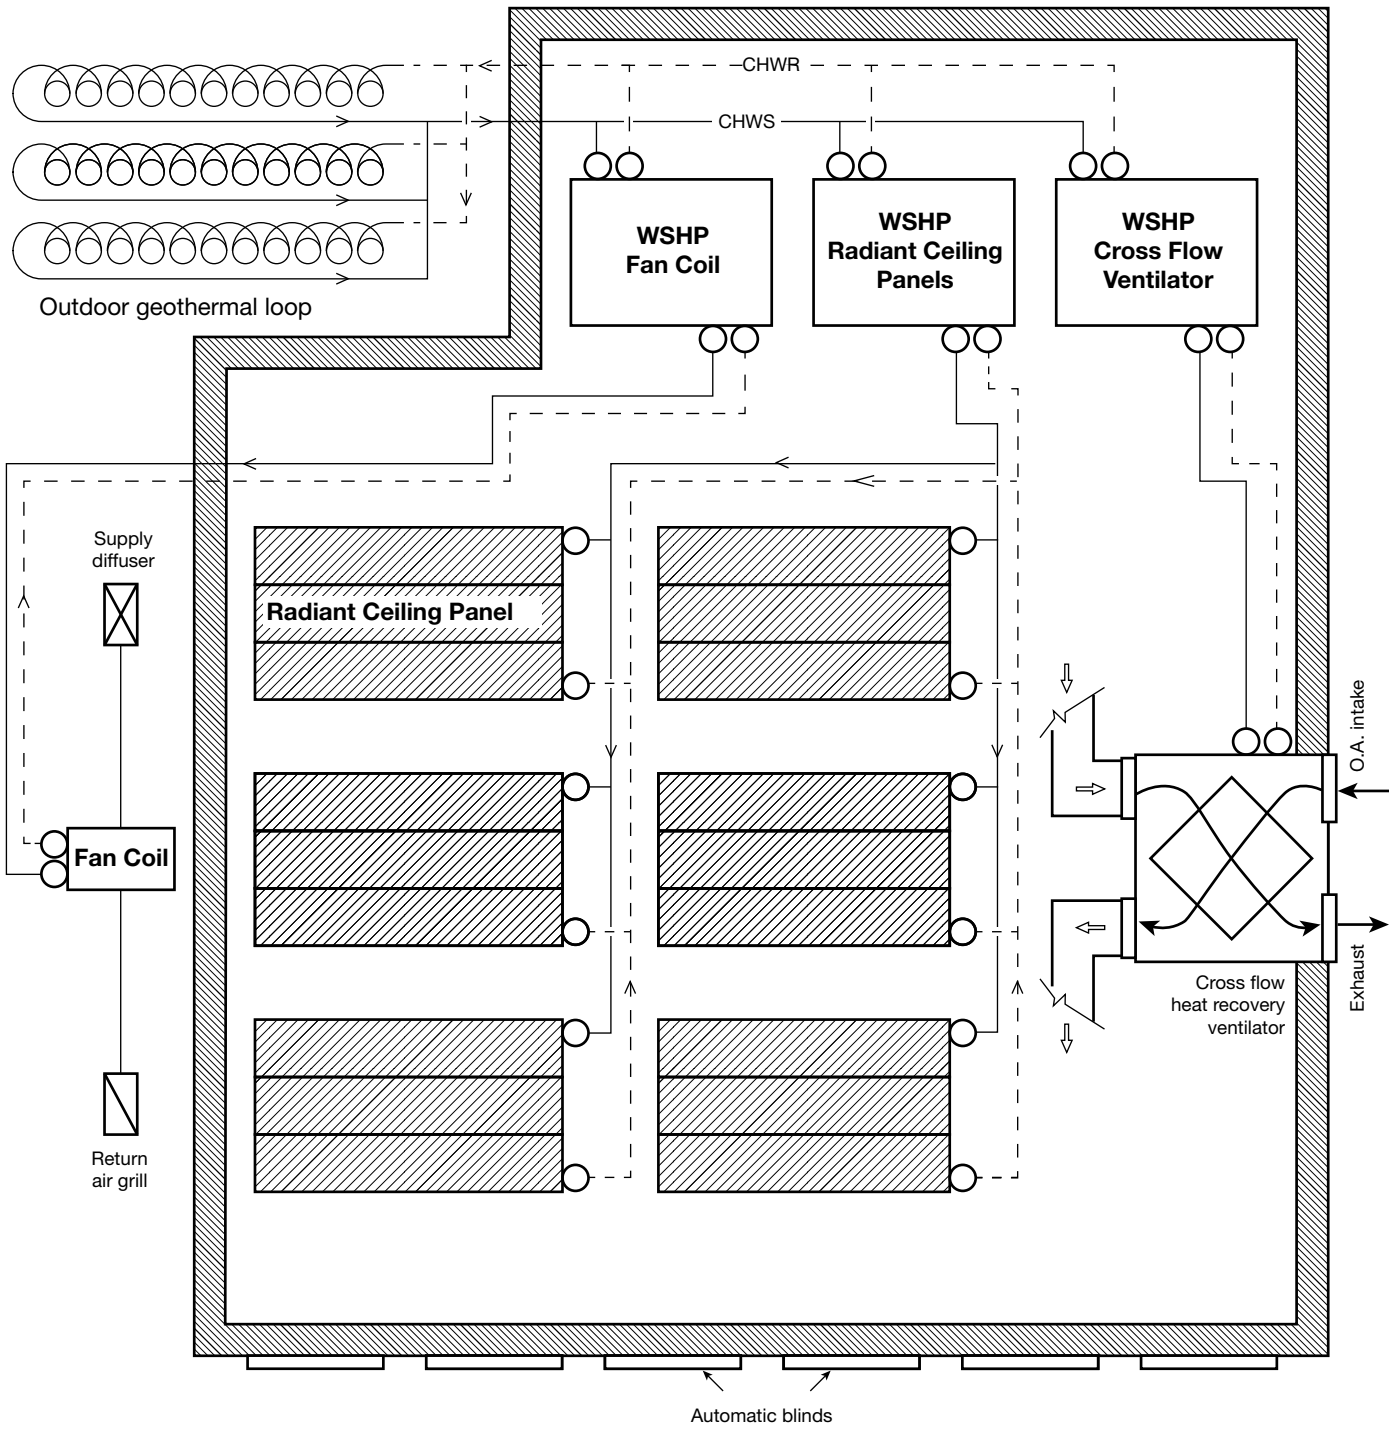 CHWR
CHWS
WSHP
Fan Coil
WSHP
Radiant Ceiling
Panels
WSHP
Cross Flow
Ventilator
Outdoor geothermal loop
Supply
diffuser
Radiant Ceiling Panel
O.A. intake
Fan Coil
Exhaust
Cross flow
heat recovery
ventilator
Return
air grill
Automatic blinds